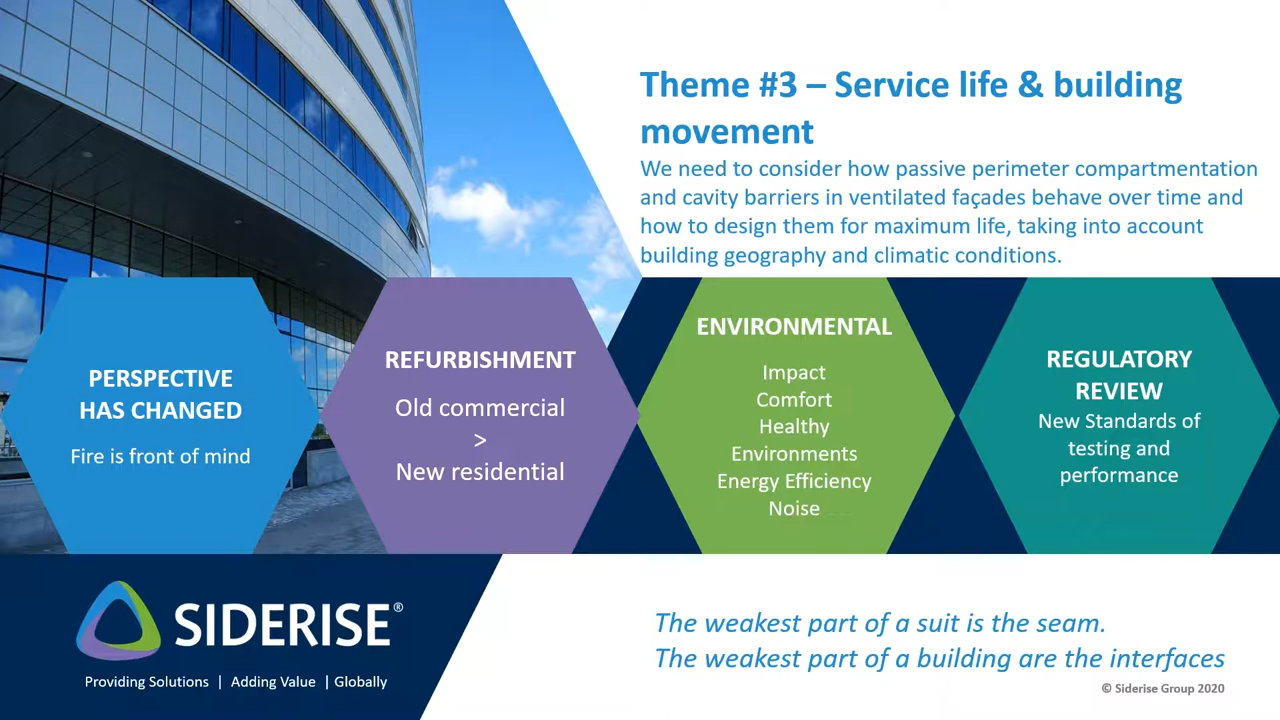 Theme #3 – Service life & building
movement
We need to consider how passive perimeter compartmentation
and cavity barriers in ventilated façades behave over time and
how to design them for maximum life, taking into account
building geography and climatic conditions.
PERSPECTIVE
HAS CHANGED
Fire is front of mind
REFURBISHMENT
Old commercial
>
New residential
ENVIRONMENTAL
Impact
Comfort
Healthy
Environments
Energy Efficiency
Noise
REGULATORY
REVIEW
New Standards of
testing and
performance
SIDERISE®
Providing Solutions | Adding Value | Globally
The weakest part of a suit is the seam.
The weakest part of a building are the interfaces
© Siderise Group 2020